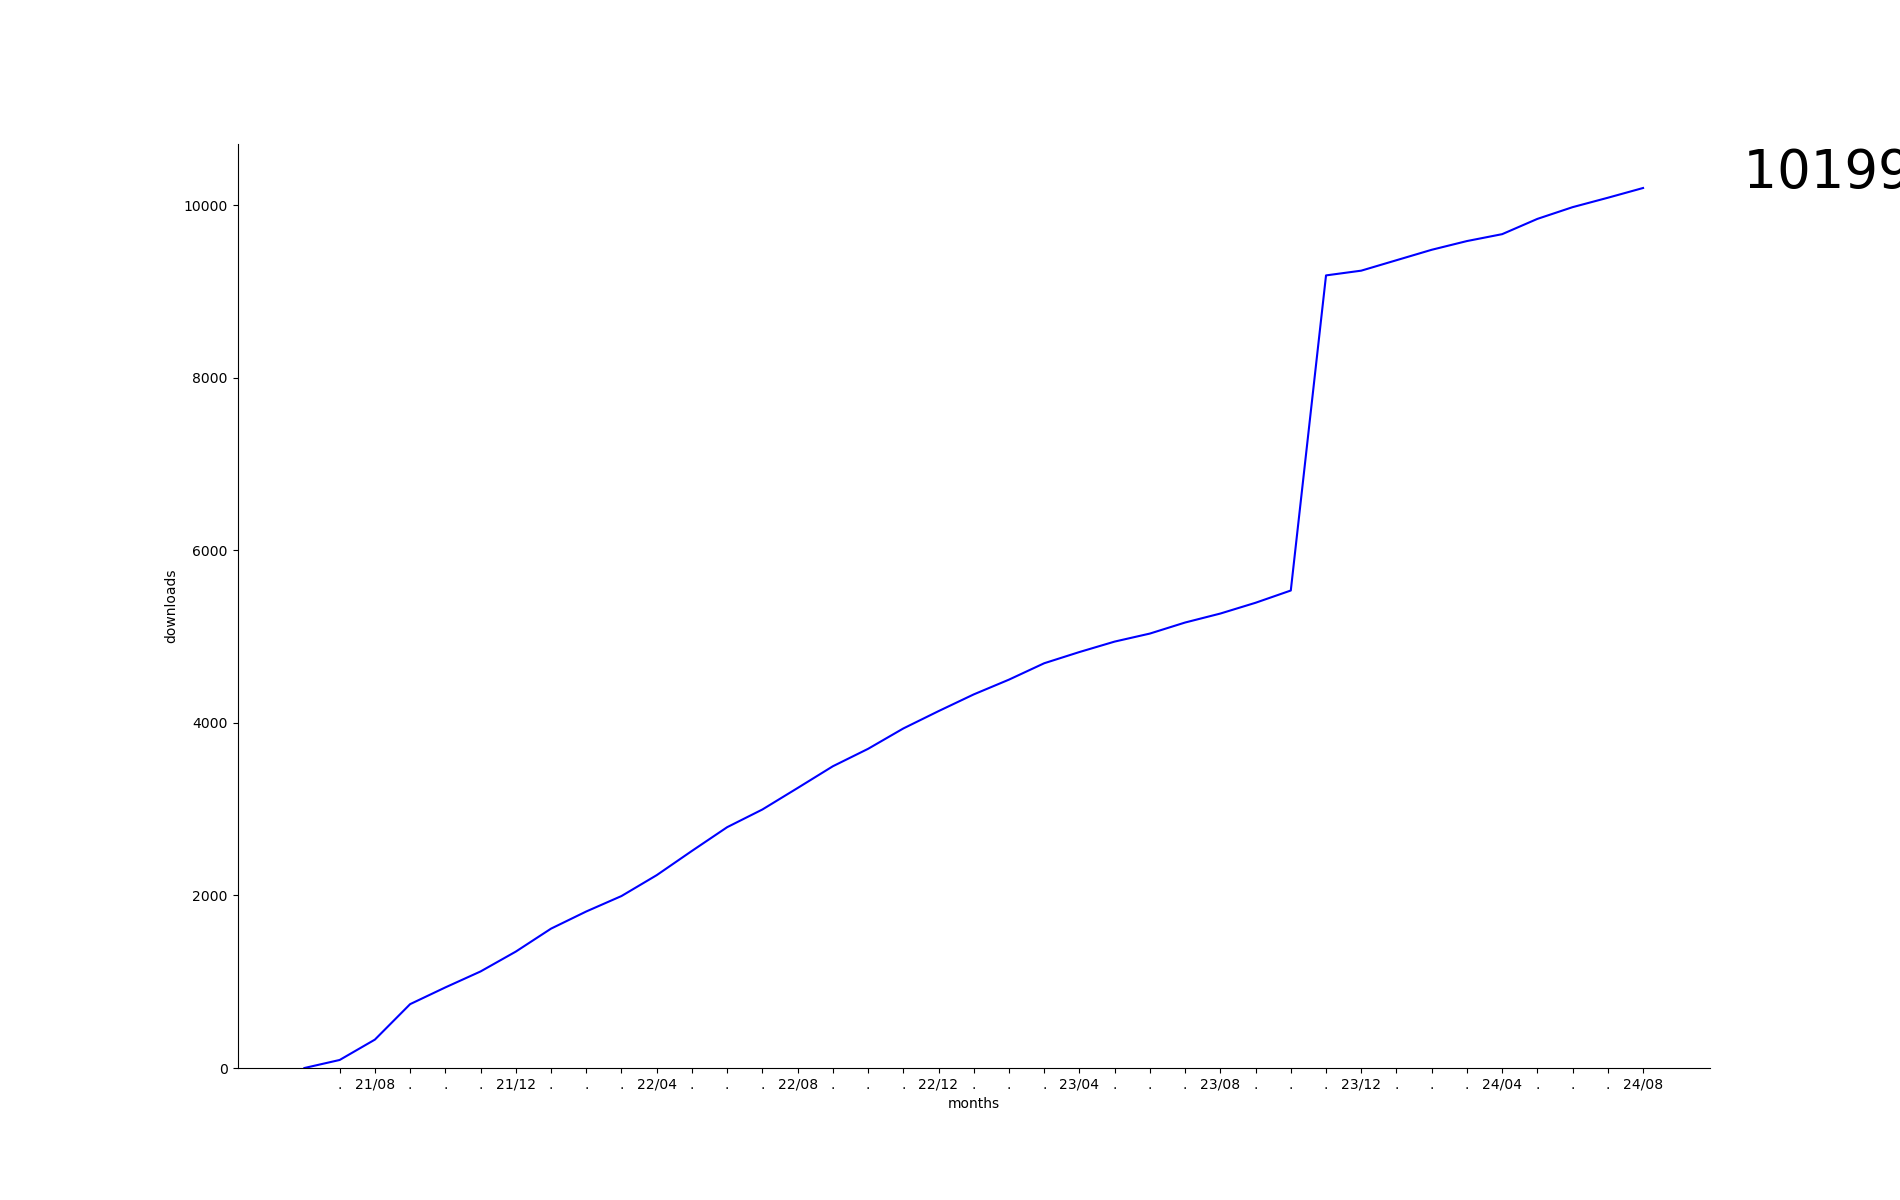 10199
10000
8000
6000
4000
2000
0
downloads
. 21/08 . . . 21/12 . . . 22/04 . . . 22/08 . . . 22/12 . . . 23/04 . . . 23/08 . . . 23/12 . . . 24/04 . . . 24/08
months